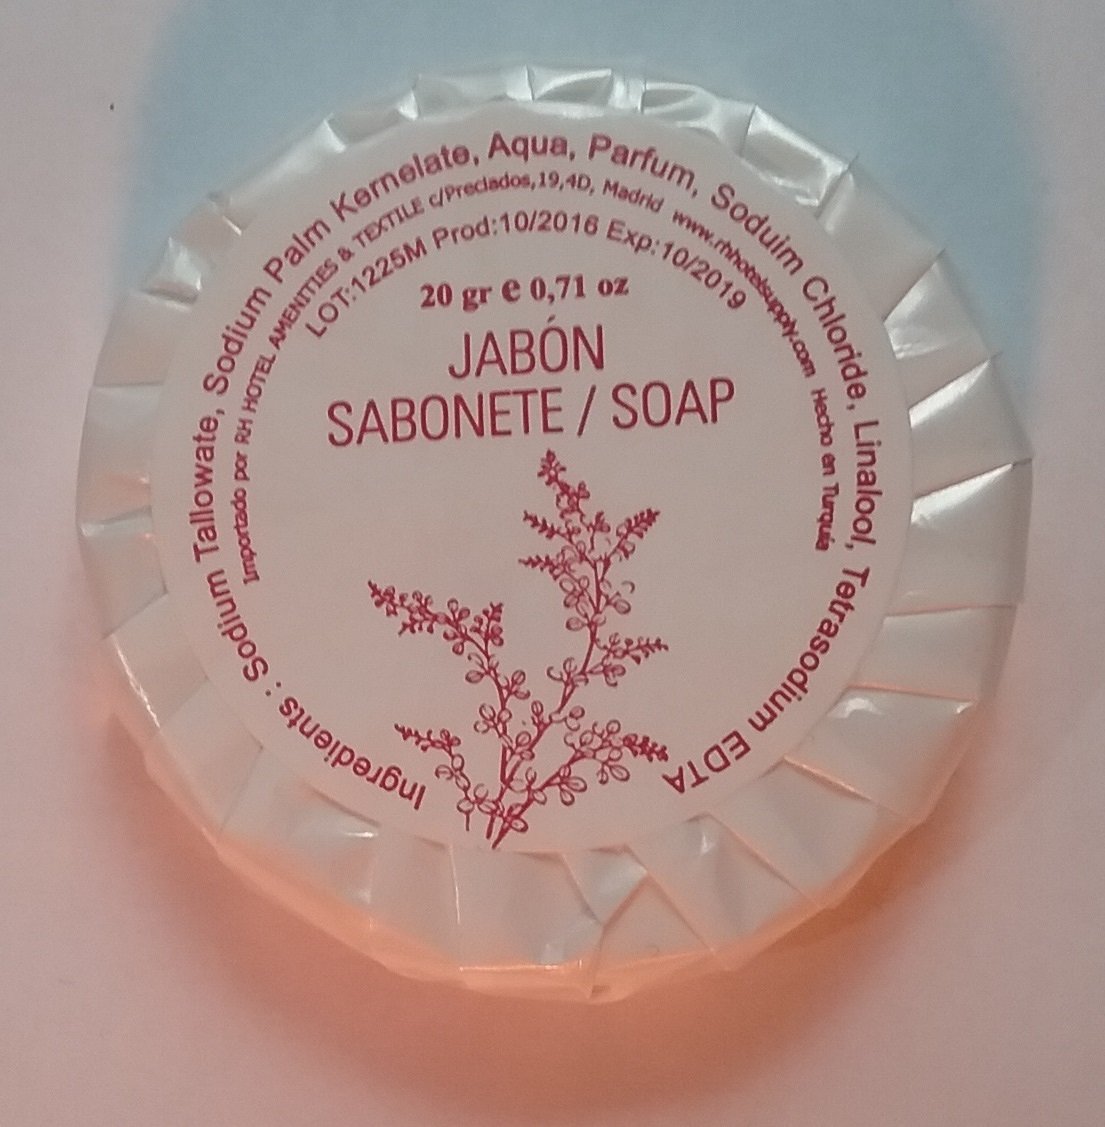 Ingredients : Sodium Tallowate, Sodium Palm Kernelate, Aqua, Parfum, Soduim Chloride, Linalool, Tetrasodium EDTA
Importado por RH HOTEL AMENITIES & TEXTILE c/Preciados,19,4D, Madrid www.rhhotelsupply.com Hecho en Turquia
LOT:1225M Prod:10/2016 Exp:10/2019
20 gr e 0,71 oz
JABÓN
SABONETE / SOAP